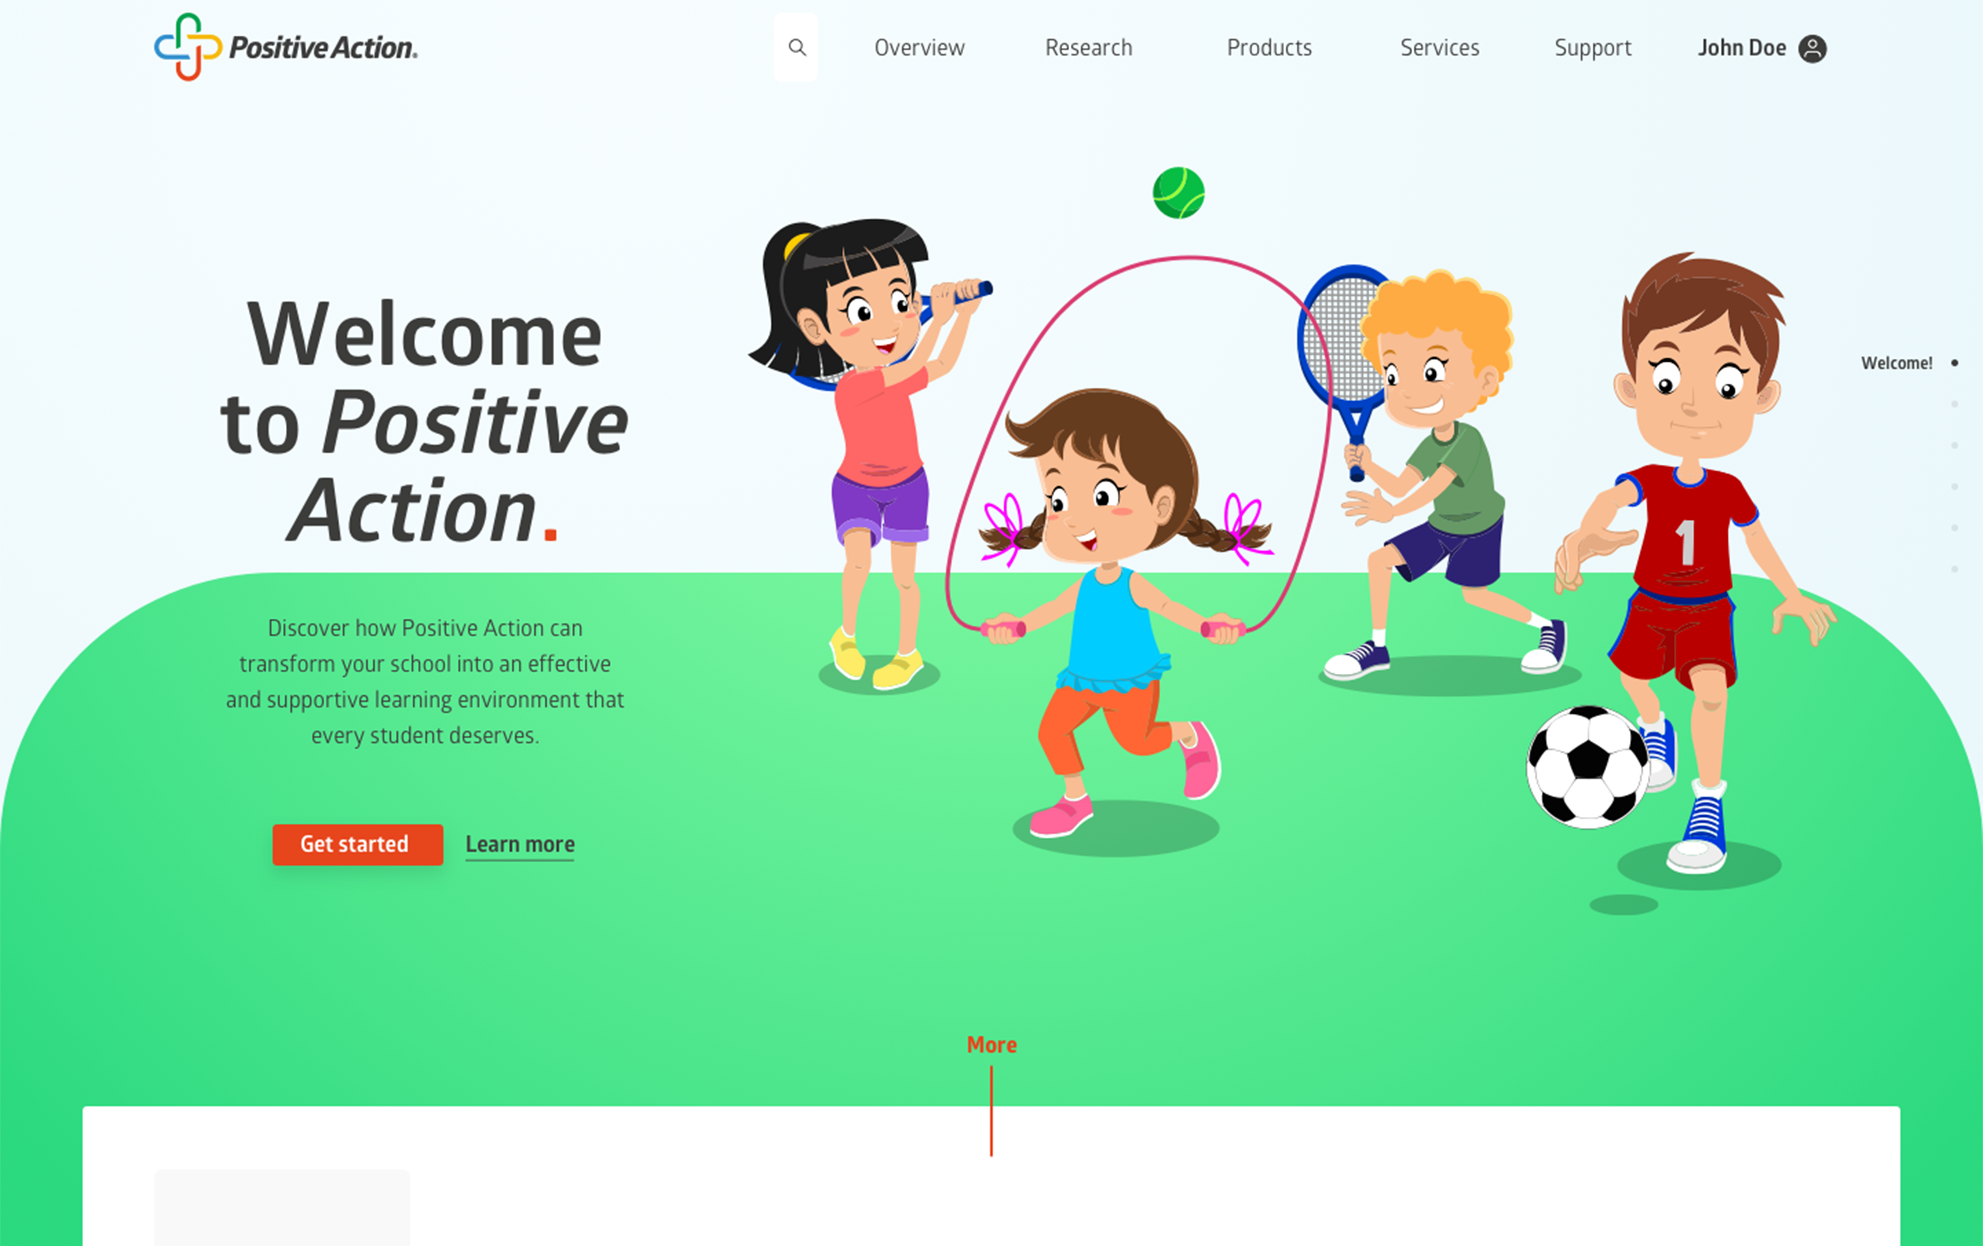 Positive Action.
Overview
Research
Products
Services
Support
John Doe
Welcome
to Positive
Action.
Welcome!
1
Discover how Positive Action can
transform your school into an effective
and supportive learning environment that
every student deserves.
Get started
Learn more
More